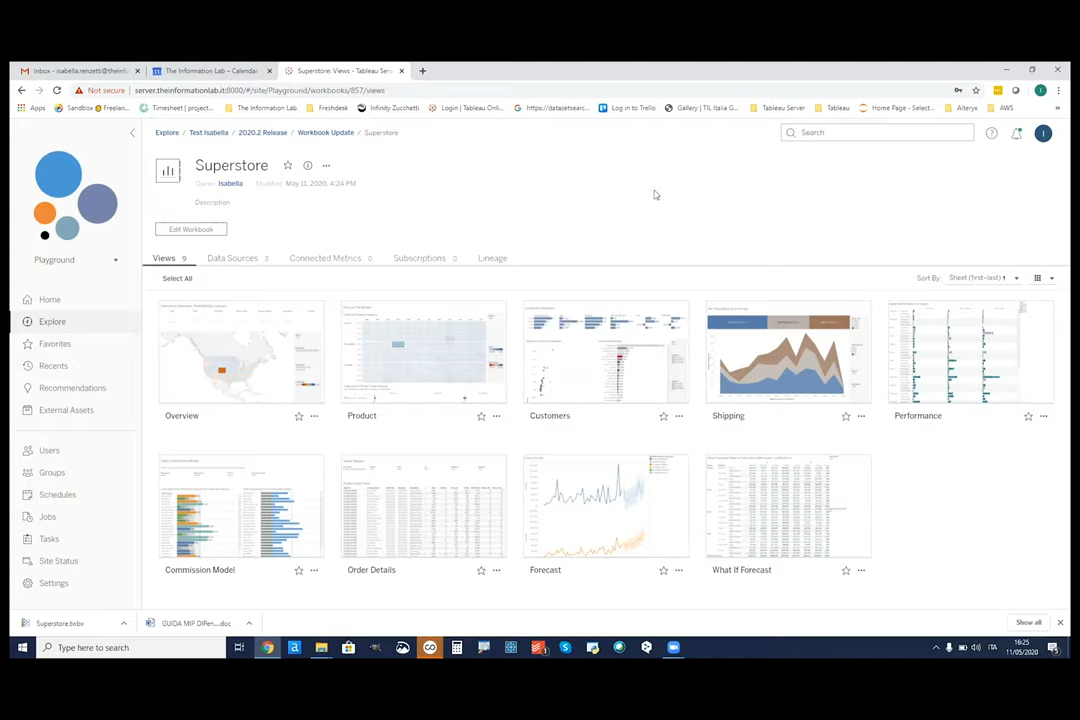 Inbox - isabella.renzetti@theinfo
The Information Lab – Calendar
Superstore: Views - Tableau Serv
Not secure
server.theinformationlab.it:8080/#/site/Playground/workbooks/857/views
Apps
Sandbox @ Freelan...
Timesheet | project...
The Information Lab
Freshdesk
Infinity Zucchetti
Login | Tableau Onli...
https://datasetsear...
Log in to Trello
Gallery | TIL Italia G...
Tableau Server
Tableau
Home Page - Select...
Alteryx
AWS
»
Explore / Test Isabella / 2020.2 Release / Workbook Update / Superstore
Search
Superstore
Owner Isabella Modified May 11, 2020, 4:24 PM
Description
Edit Workbook
Playground
Home
Explore
Favorites
Recents
Recommendations
External Assets
Users
Groups
Schedules
Jobs
Tasks
Site Status
Settings
Views 9
Data Sources 3
Connected Metrics 0
Subscriptions 0
Lineage
Select All
Sort By: Sheet (first–last) ↑
Overview
Product
Customers
Shipping
Performance
Commission Model
Order Details
Forecast
What If Forecast
Superstore.twbx
GUIDA MIP DIPen....doc
Show all
Type here to search
ITA
16:25
11/05/2020